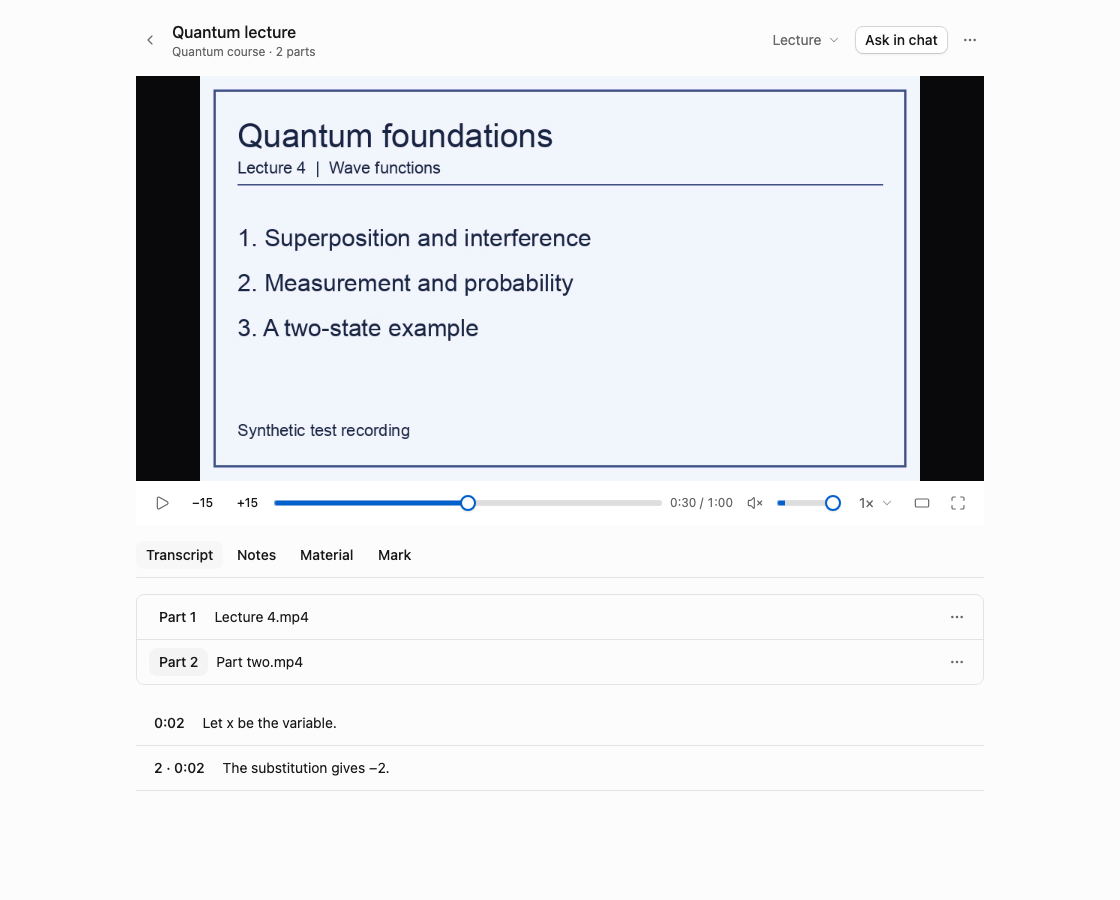 Quantum lecture
Quantum course · 2 parts
Lecture
Ask in chat
Quantum foundations
Lecture 4 | Wave functions
1. Superposition and interference
2. Measurement and probability
3. A two-state example
Synthetic test recording
−15 +15 0:30 / 1:00 1×
Transcript Notes Material Mark
Part 1 Lecture 4.mp4
Part 2 Part two.mp4
0:02 Let x be the variable.
2 · 0:02 The substitution gives −2.